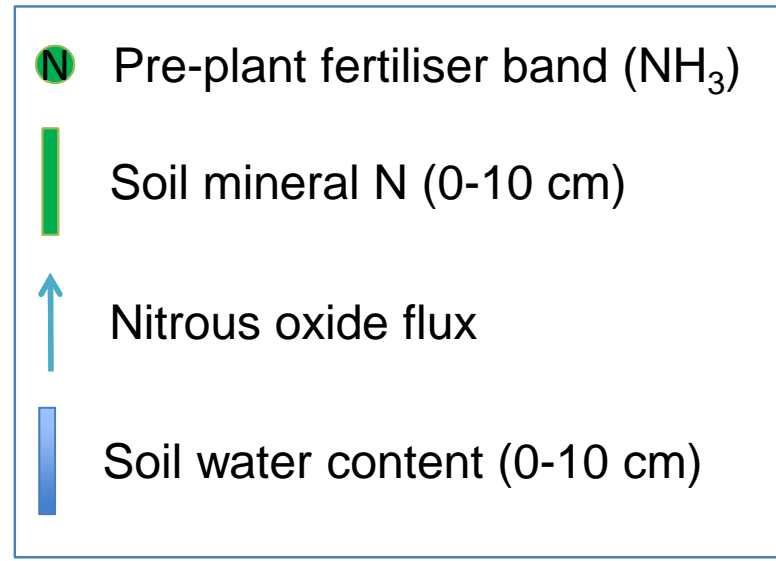 N Pre-plant fertiliser band (NH₃)
Soil mineral N (0-10 cm)
Nitrous oxide flux
Soil water content (0-10 cm)